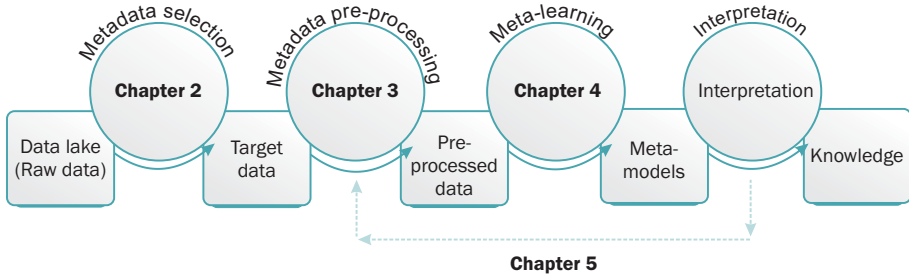 Metadata selection
Metadata pre-processing
Meta-learning
Interpretation
Chapter 2
Chapter 3
Chapter 4
Interpretation
Data lake
(Raw data)
Target
data
Pre-
processed
data
Meta-
models
Knowledge
Chapter 5